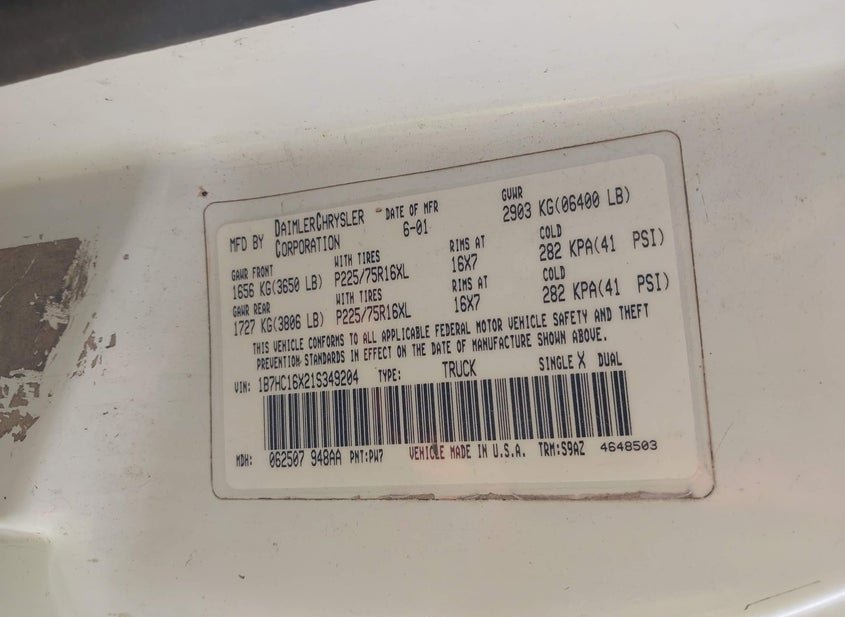 MFD BY DAIMLERCHRYSLER CORPORATION DATE OF MFR 6-01 GVWR 2903 KG(06400 LB)
GAWR FRONT WITH TIRES RIMS AT COLD
1656 KG(3650 LB) P225/75R16XL 16X7 282 KPA(41 PSI)
GAWR REAR WITH TIRES RIMS AT COLD
1727 KG(3806 LB) P225/75R16XL 16X7 282 KPA(41 PSI)
THIS VEHICLE CONFORMS TO ALL APPLICABLE FEDERAL MOTOR VEHICLE SAFETY AND THEFT
PREVENTION STANDARDS IN EFFECT ON THE DATE OF MANUFACTURE SHOWN ABOVE.
VIN: 1B7HC16X21S349204 TYPE: TRUCK SINGLE X DUAL
MDH: 062507 948AA PNT:PW7 VEHICLE MADE IN U.S.A. TRM:S9AZ 4648503